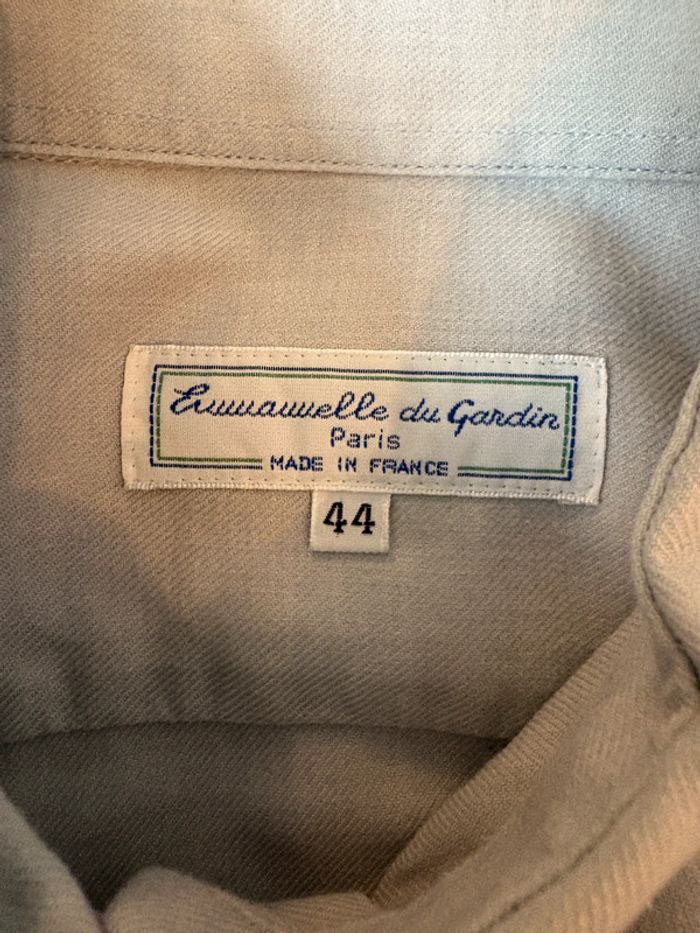 Emmanuelle du Gardin
Paris
MADE IN FRANCE
44